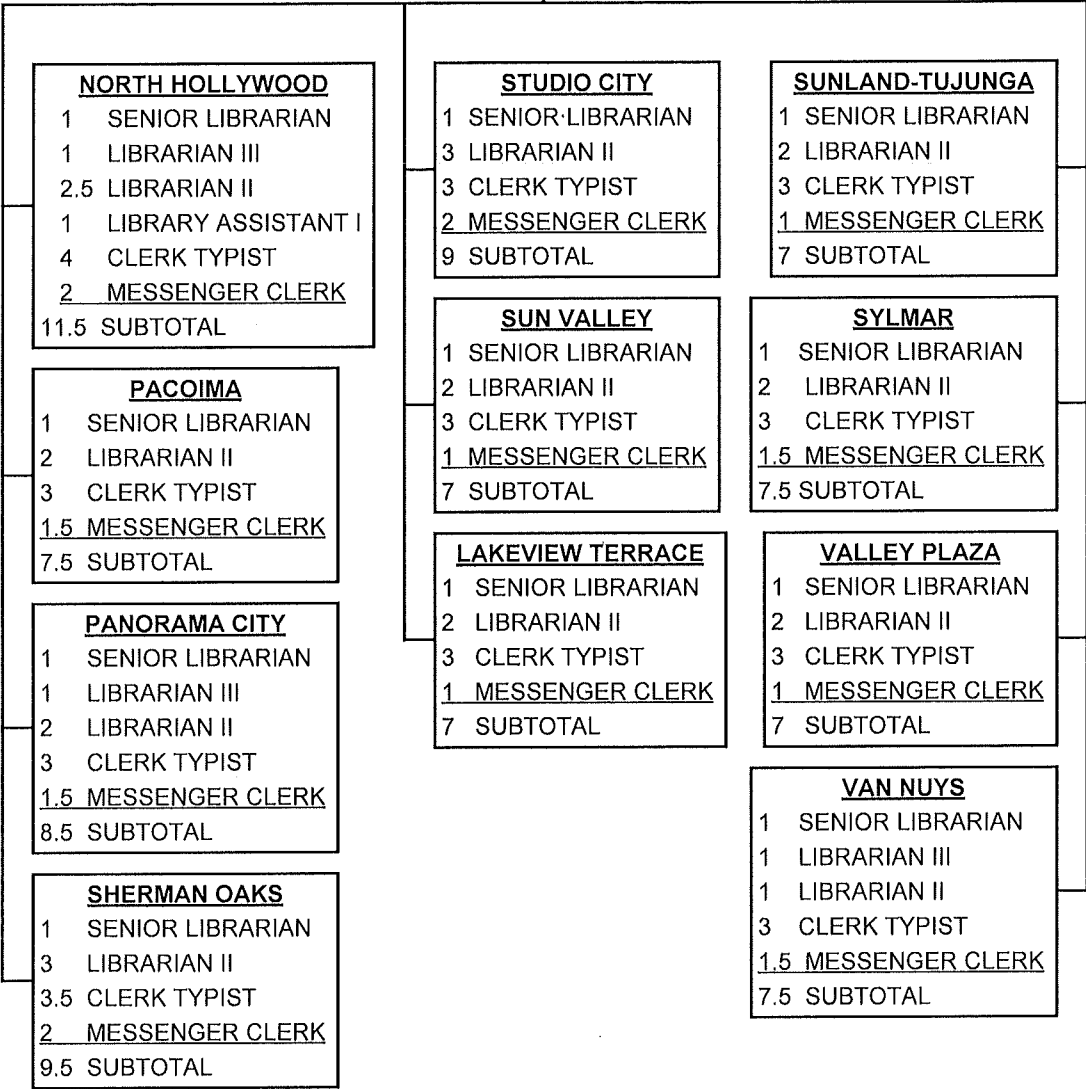 NORTH HOLLYWOOD
1 SENIOR LIBRARIAN
1 LIBRARIAN III
2.5 LIBRARIAN II
1 LIBRARY ASSISTANT I
4 CLERK TYPIST
2 MESSENGER CLERK
11.5 SUBTOTAL
PACOIMA
1 SENIOR LIBRARIAN
2 LIBRARIAN II
3 CLERK TYPIST
1.5 MESSENGER CLERK
7.5 SUBTOTAL
PANORAMA CITY
1 SENIOR LIBRARIAN
1 LIBRARIAN III
2 LIBRARIAN II
3 CLERK TYPIST
1.5 MESSENGER CLERK
8.5 SUBTOTAL
SHERMAN OAKS
1 SENIOR LIBRARIAN
3 LIBRARIAN II
3.5 CLERK TYPIST
2 MESSENGER CLERK
9.5 SUBTOTAL
STUDIO CITY
1 SENIOR LIBRARIAN
3 LIBRARIAN II
3 CLERK TYPIST
2 MESSENGER CLERK
9 SUBTOTAL
SUN VALLEY
1 SENIOR LIBRARIAN
2 LIBRARIAN II
3 CLERK TYPIST
1 MESSENGER CLERK
7 SUBTOTAL
LAKEVIEW TERRACE
1 SENIOR LIBRARIAN
2 LIBRARIAN II
3 CLERK TYPIST
1 MESSENGER CLERK
7 SUBTOTAL
SUNLAND-TUJUNGA
1 SENIOR LIBRARIAN
2 LIBRARIAN II
3 CLERK TYPIST
1 MESSENGER CLERK
7 SUBTOTAL
SYLMAR
1 SENIOR LIBRARIAN
2 LIBRARIAN II
3 CLERK TYPIST
1.5 MESSENGER CLERK
7.5 SUBTOTAL
VALLEY PLAZA
1 SENIOR LIBRARIAN
2 LIBRARIAN II
3 CLERK TYPIST
1 MESSENGER CLERK
7 SUBTOTAL
VAN NUYS
1 SENIOR LIBRARIAN
1 LIBRARIAN III
1 LIBRARIAN II
3 CLERK TYPIST
1.5 MESSENGER CLERK
7.5 SUBTOTAL